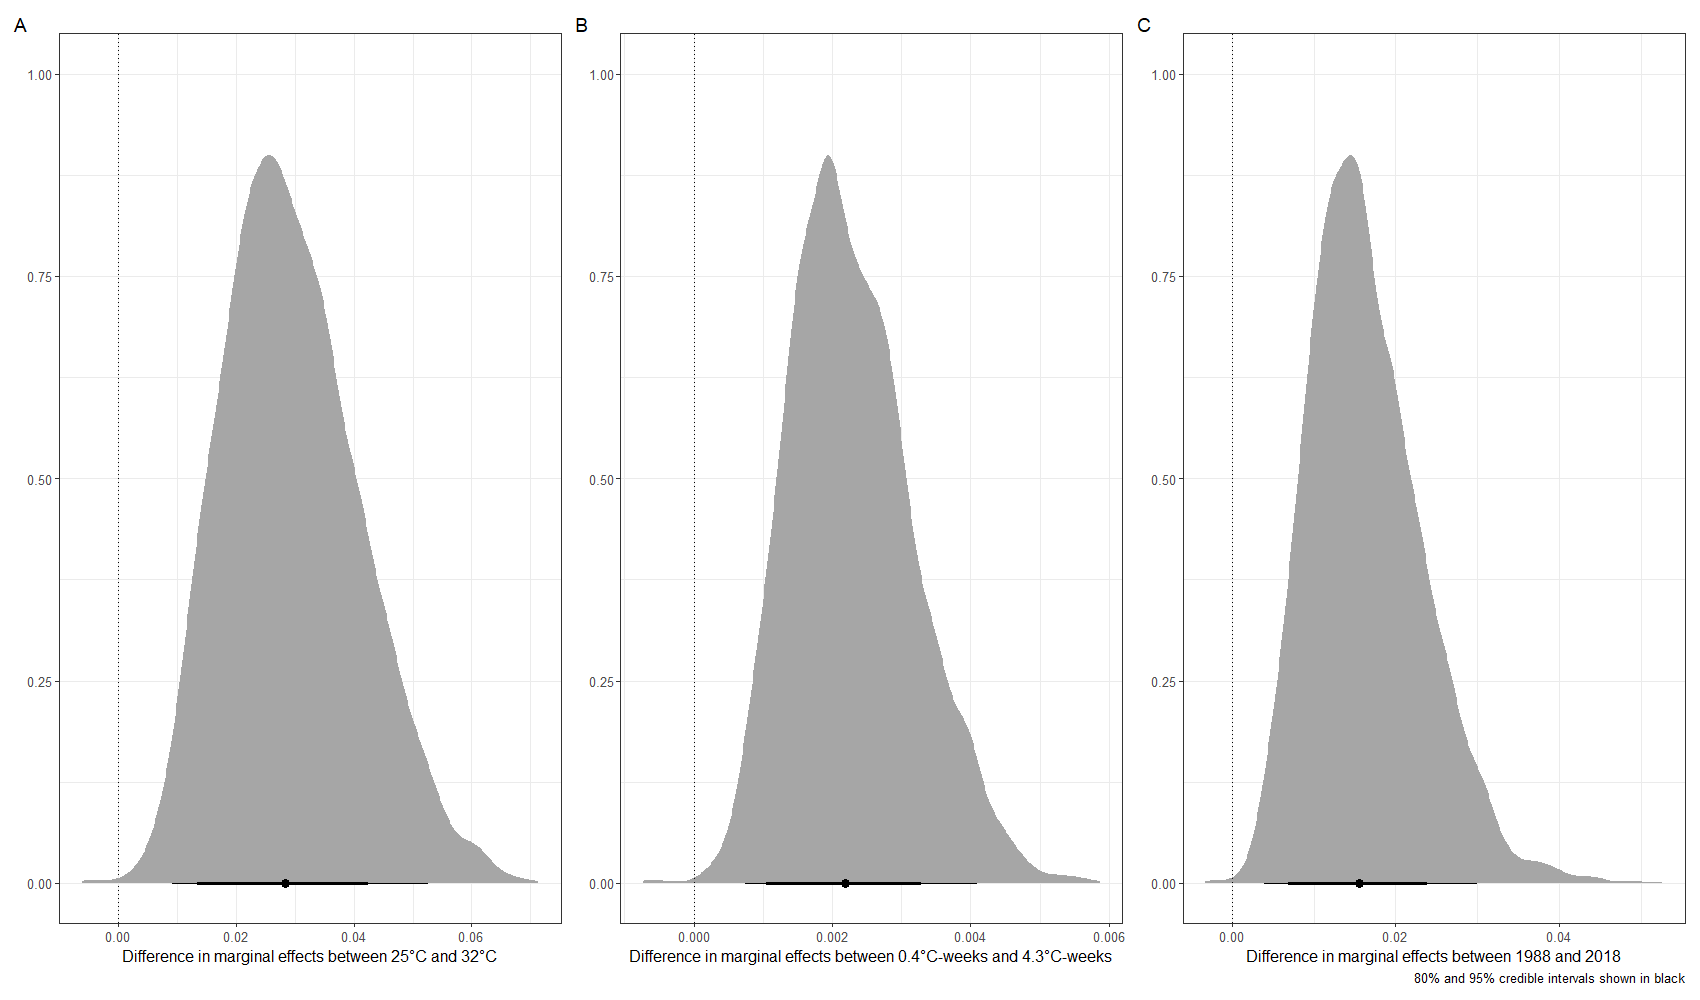 A
B
C
1.00
0.75
0.50
0.25
0.00
1.00
0.75
0.50
0.25
0.00
1.00
0.75
0.50
0.25
0.00
0.00 0.02 0.04 0.06
0.000 0.002 0.004 0.006
0.00 0.02 0.04
Difference in marginal effects between 25°C and 32°C
Difference in marginal effects between 0.4°C-weeks and 4.3°C-weeks
Difference in marginal effects between 1988 and 2018
80% and 95% credible intervals shown in black